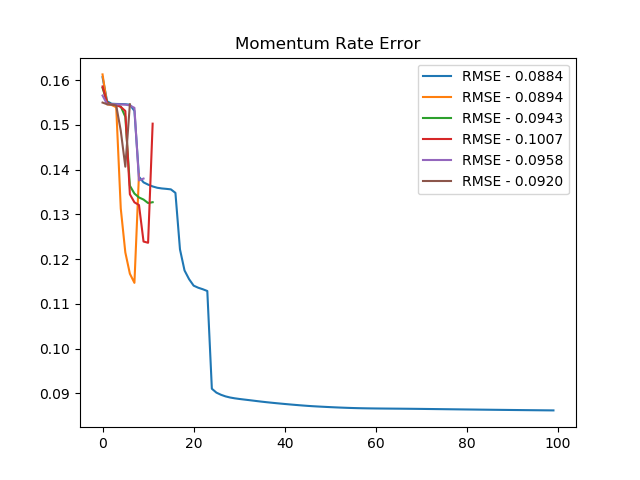 Momentum Rate Error
0.16
0.15
0.14
0.13
0.12
0.11
0.10
0.09
0
20
40
60
80
100
RMSE - 0.0884
RMSE - 0.0894
RMSE - 0.0943
RMSE - 0.1007
RMSE - 0.0958
RMSE - 0.0920